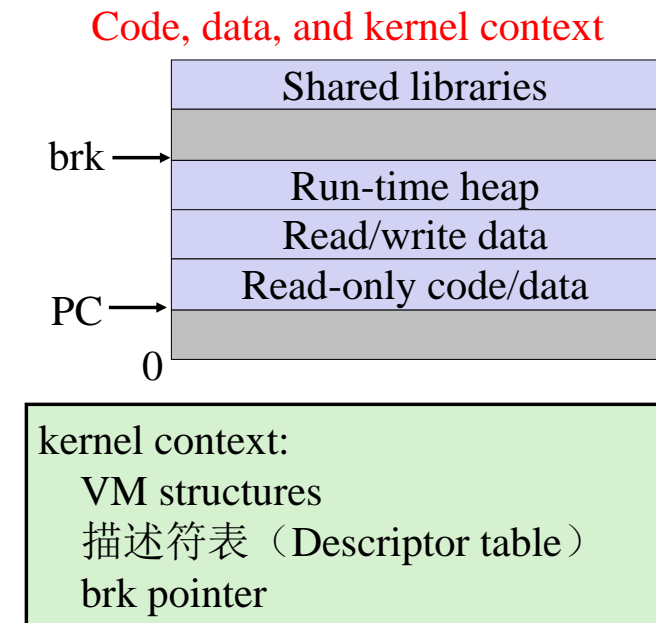 Code, data, and kernel context
Shared libraries
brk
Run-time heap
Read/write data
Read-only code/data
PC
0
kernel context:
VM structures
描述符表（Descriptor table）
brk pointer